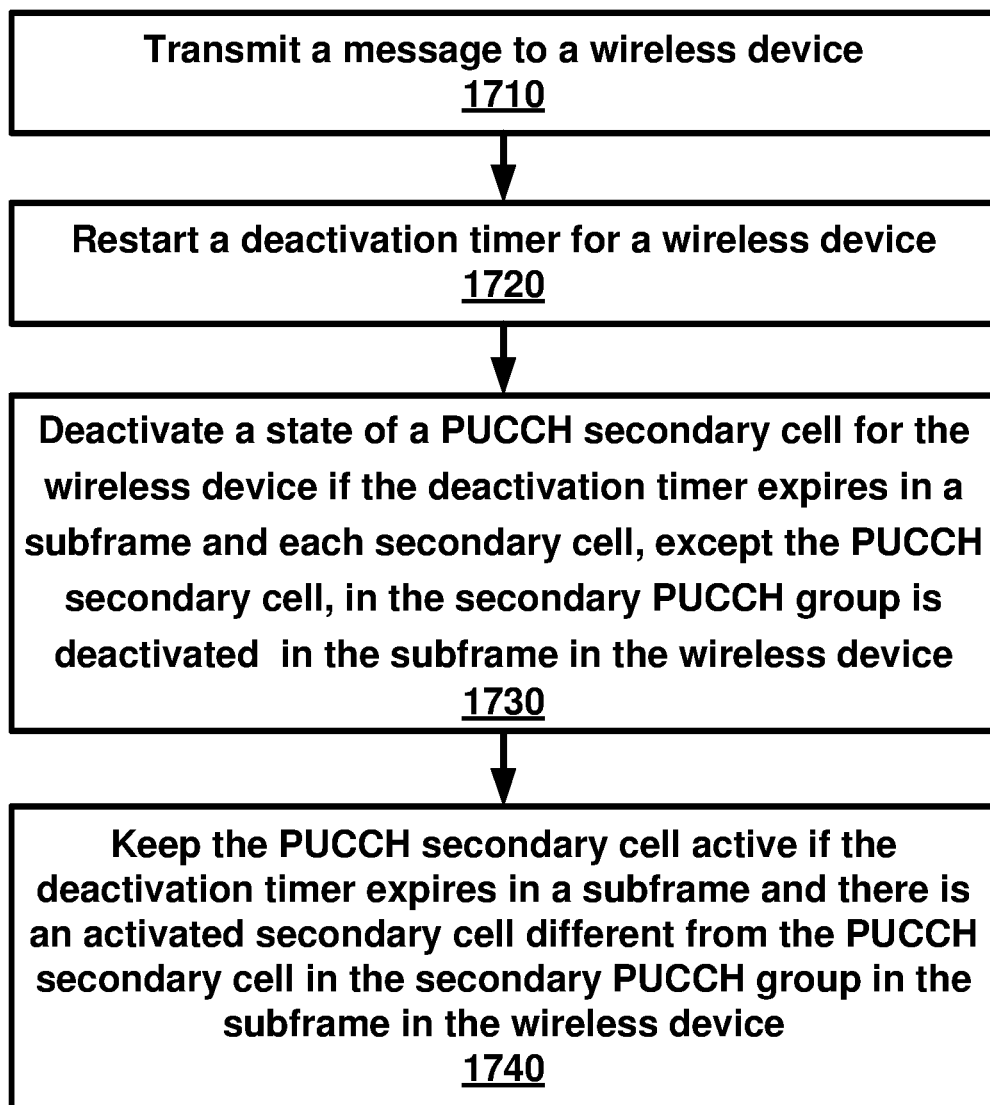 Transmit a message to a wireless device
1710
Restart a deactivation timer for a wireless device
1720
Deactivate a state of a PUCCH secondary cell for the
wireless device if the deactivation timer expires in a
subframe and each secondary cell, except the PUCCH
secondary cell, in the secondary PUCCH group is
deactivated  in the subframe in the wireless device
1730
Keep the PUCCH secondary cell active if the
deactivation timer expires in a subframe and there is
an activated secondary cell different from the PUCCH
secondary cell in the secondary PUCCH group in the
subframe in the wireless device
1740